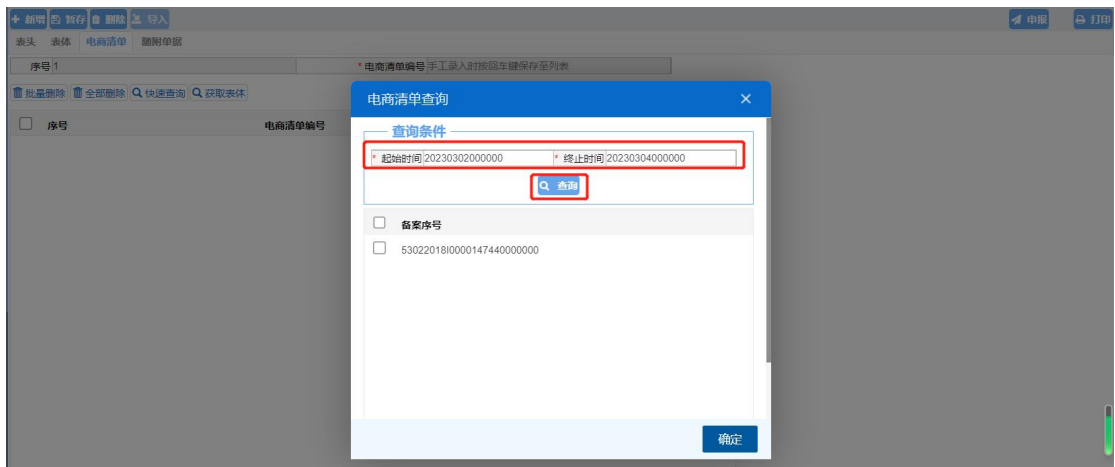 新增 暂存 删除 导入 申报 打印
表头 表体 电商清单 随附单据
序号 1 * 电商清单编号 手工录入时按回车键保存至列表
批量删除 全部删除 快速查询 获取表体
序号 电商清单编号
电商清单查询
查询条件
* 起始时间 20230302000000 * 终止时间 20230304000000
查询
备案序号
53022018I0000147440000000
确定